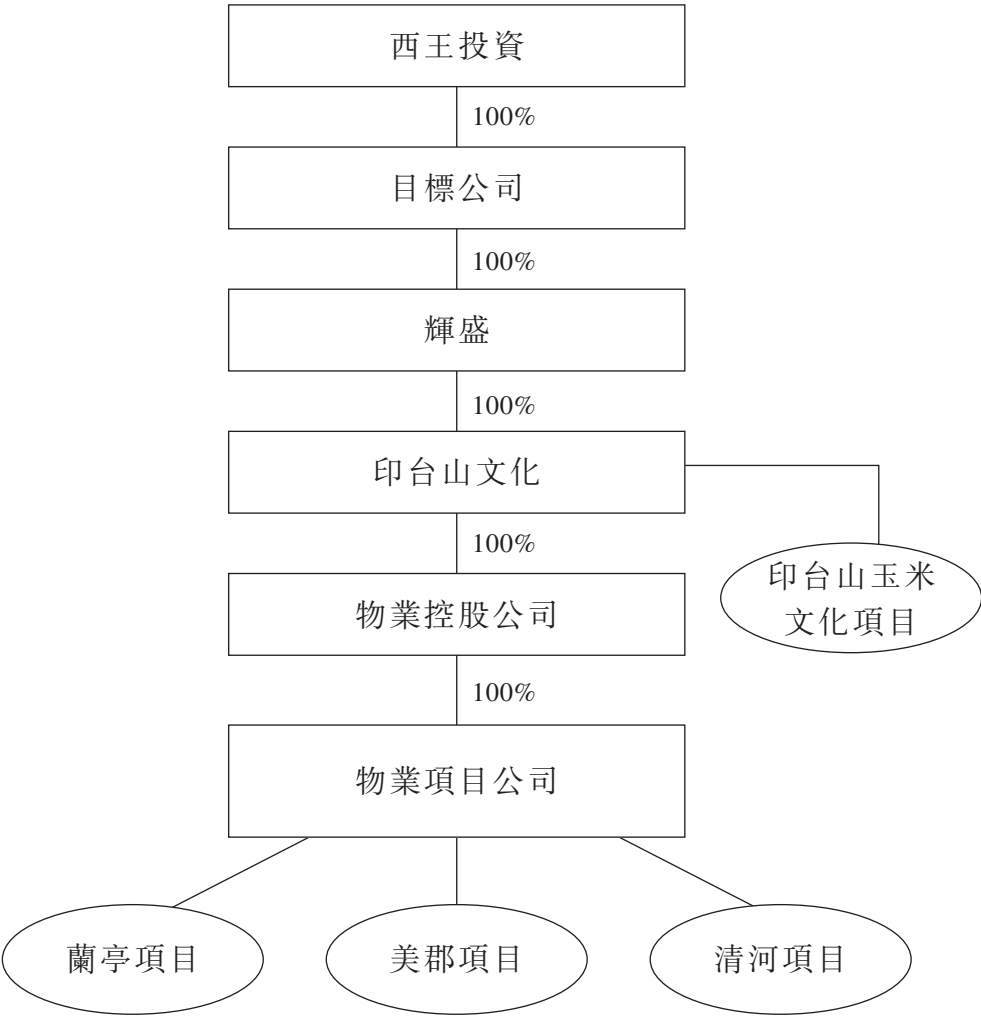 西王投資
100%
目標公司
100%
輝盛
100%
印台山文化
100%
物業控股公司
印台山玉米
文化項目
100%
物業項目公司
蘭亭項目
美郡項目
清河項目